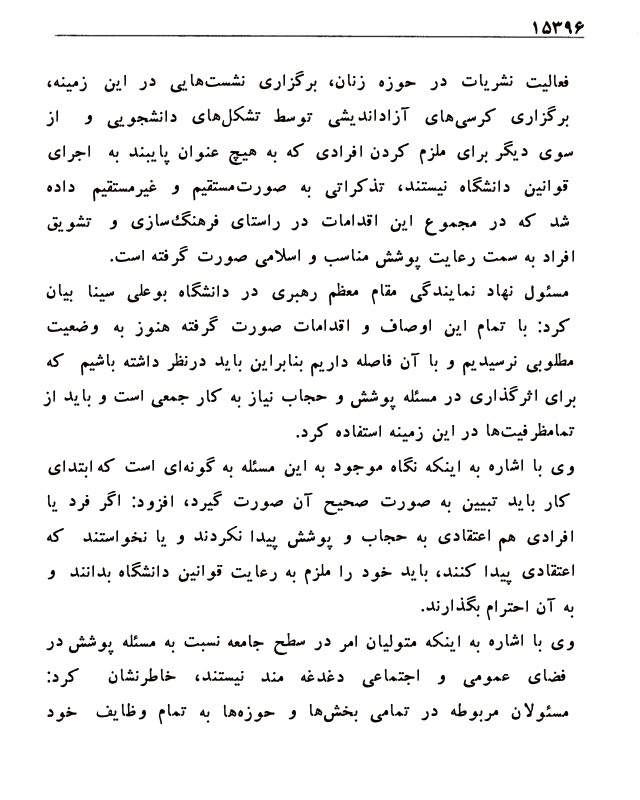 ۱۵۳۹۶
فعالیت نشریات در حوزه زنان، برگزاری نشست‌هایی در این زمینه،
برگزاری کرسی‌های آزاداندیشی توسط تشکل‌های دانشجویی و از
سوی دیگر برای ملزم کردن افرادی که به هیچ عنوان پایبند به اجرای
قوانین دانشگاه نیستند، تذکراتی به صورت‌مستقیم و غیرمستقیم داده
شد که در مجموع این اقدامات در راستای فرهنگ‌سازی و تشویق
افراد به سمت رعایت پوشش مناسب و اسلامی صورت گرفته است.
مسئول نهاد نمایندگی مقام معظم رهبری در دانشگاه بوعلی سینا بیان
کرد: با تمام این اوصاف و اقدامات صورت گرفته هنوز به وضعیت
مطلوبی نرسیدیم و با آن فاصله داریم بنابراین باید درنظر داشته باشیم که
برای اثرگذاری در مسئله پوشش و حجاب نیاز به کار جمعی است و باید از
تمامظرفیت‌ها در این زمینه استفاده کرد.
وی با اشاره به اینکه نگاه موجود به این مسئله به گونه‌ای است که‌ابتدای
کار باید تبیین به صورت صحیح آن صورت گیرد، افزود: اگر فرد یا
افرادی هم اعتقادی به حجاب و پوشش پیدا نکردند و یا نخواستند که
اعتقادی پیدا کنند، باید خود را ملزم به رعایت قوانین دانشگاه بدانند و
به آن احترام بگذارند.
وی با اشاره به اینکه متولیان امر در سطح جامعه نسبت به مسئله پوشش در
فضای عمومی و اجتماعی دغدغه مند نیستند، خاطرنشان کرد:
مسئولان مربوطه در تمامی بخش‌ها و حوزه‌ها به تمام وظایف خود